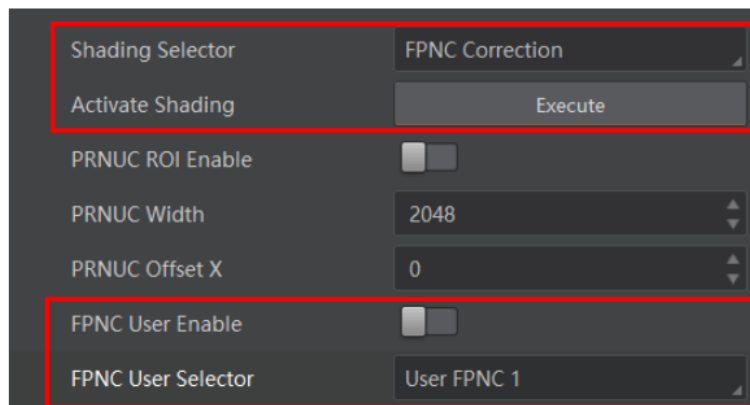 Shading Selector FPNC Correction
Activate Shading Execute
PRNUC ROI Enable
PRNUC Width 2048
PRNUC Offset X 0
FPNC User Enable
FPNC User Selector User FPNC 1